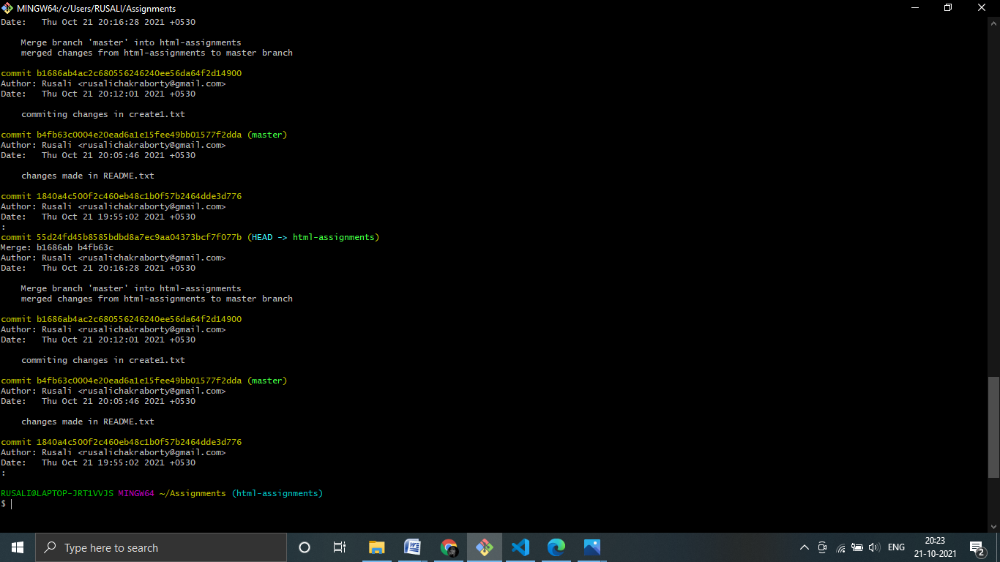 MINGW64:/c/Users/RUSALI/Assignments
Date:   Thu Oct 21 20:16:28 2021 +0530
    Merge branch 'master' into html-assignments
    merged changes from html-assignments to master branch
commit b1686ab4ac2c680556246240ee56da64f2d14900
Author: Rusali <rusalichakraborty@gmail.com>
Date:   Thu Oct 21 20:12:01 2021 +0530
    commiting changes in create1.txt
commit b4fb63c0004e20ead6a1e15fee49bb01577f2dda (master)
Author: Rusali <rusalichakraborty@gmail.com>
Date:   Thu Oct 21 20:05:46 2021 +0530
    changes made in README.txt
commit 1840a4c500f2c460eb48c1b0f57b2464dde3d776
Author: Rusali <rusalichakraborty@gmail.com>
Date:   Thu Oct 21 19:55:02 2021 +0530
:
commit 55d24fd45b8585bdbd8a7ec9aa04373bcf7f077b (HEAD -> html-assignments)
Merge: b1686ab b4fb63c
Author: Rusali <rusalichakraborty@gmail.com>
Date:   Thu Oct 21 20:16:28 2021 +0530
    Merge branch 'master' into html-assignments
    merged changes from html-assignments to master branch
commit b1686ab4ac2c680556246240ee56da64f2d14900
Author: Rusali <rusalichakraborty@gmail.com>
Date:   Thu Oct 21 20:12:01 2021 +0530
    commiting changes in create1.txt
commit b4fb63c0004e20ead6a1e15fee49bb01577f2dda (master)
Author: Rusali <rusalichakraborty@gmail.com>
Date:   Thu Oct 21 20:05:46 2021 +0530
    changes made in README.txt
commit 1840a4c500f2c460eb48c1b0f57b2464dde3d776
Author: Rusali <rusalichakraborty@gmail.com>
Date:   Thu Oct 21 19:55:02 2021 +0530
:
RUSALI@LAPTOP-JRT1VVJS MINGW64 ~/Assignments (html-assignments)
$
Type here to search
ENG
20:23
21-10-2021
2